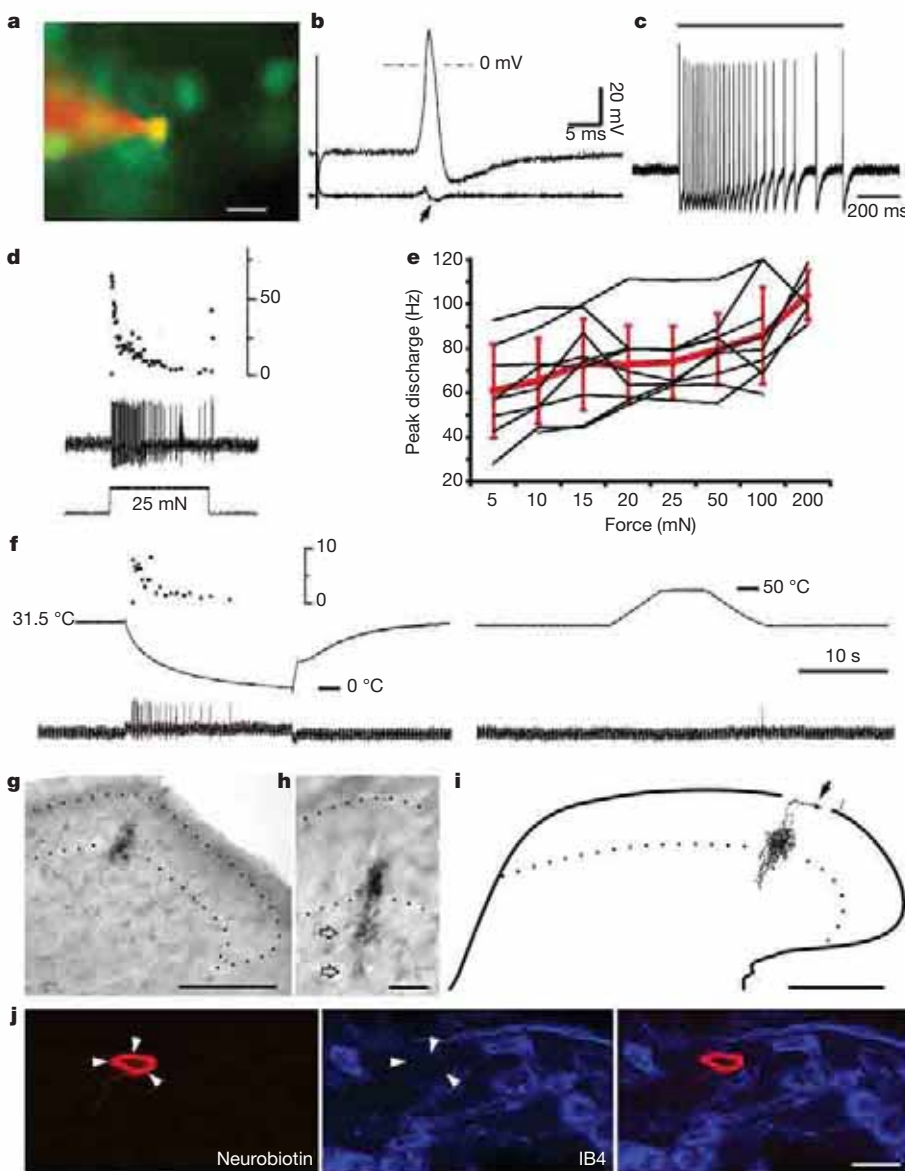 a
b
0 mV
20 mV
5 ms
c
200 ms
d
50
0
25 mN
e
Peak discharge (Hz)
120
100
80
60
40
20
5 10 15 20 25 50 100 200
Force (mN)
f
10
0
31.5 °C
0 °C
50 °C
10 s
g
h
i
j
Neurobiotin
IB4